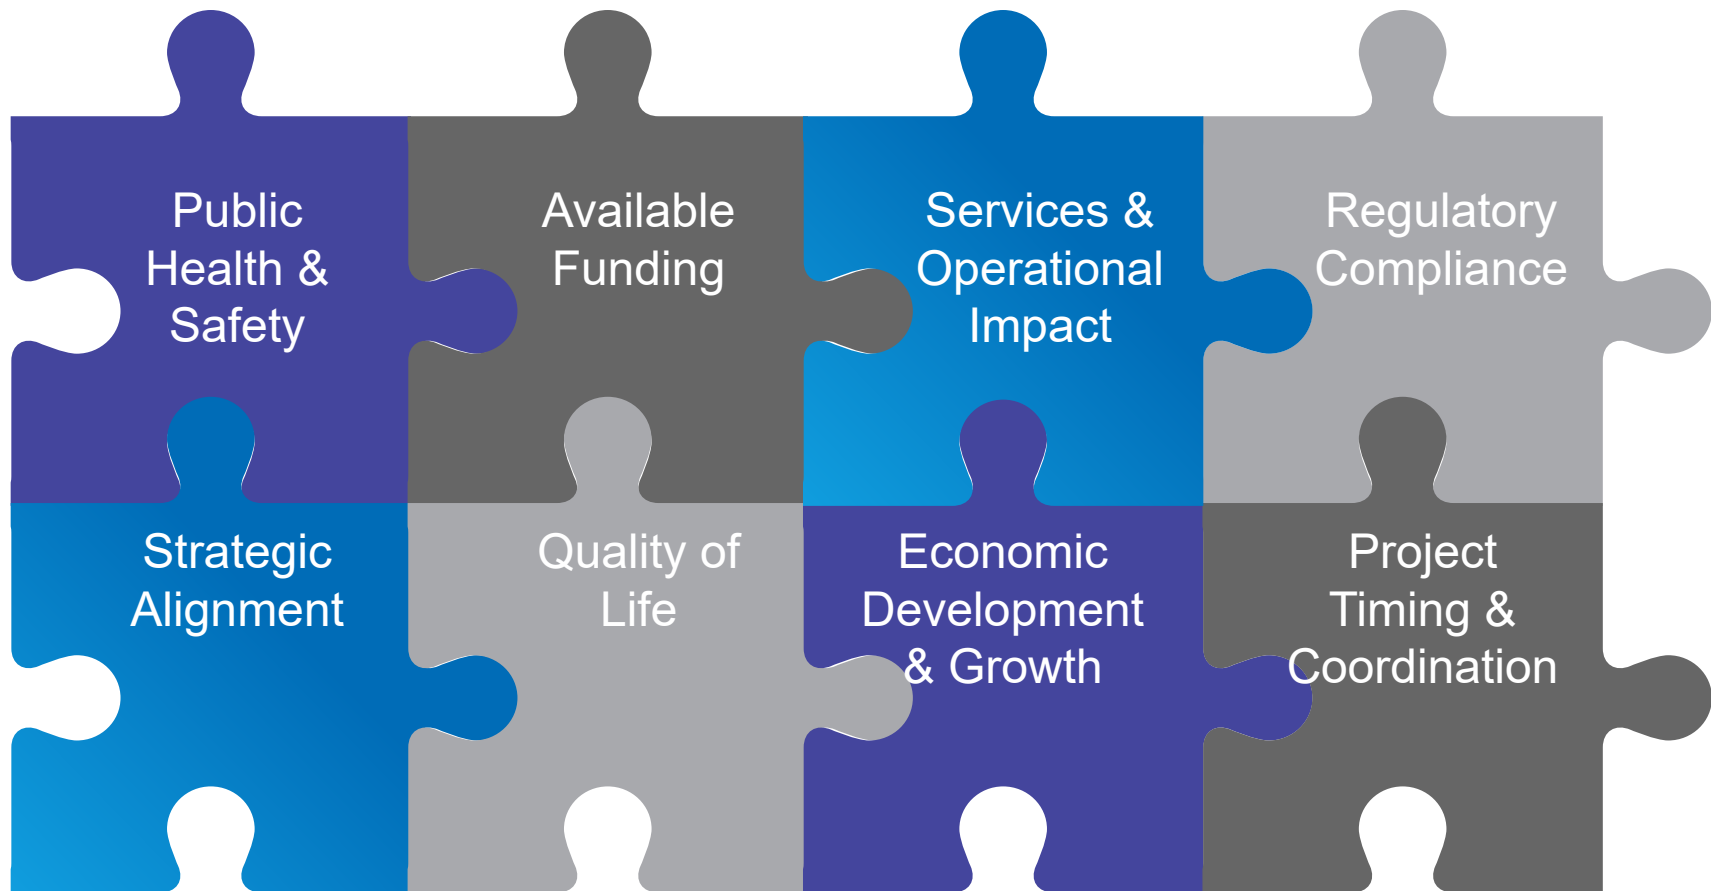 Public
Health &
Safety
Available
Funding
Services &
Operational
Impact
Regulatory
Compliance
Strategic
Alignment
Quality of
Life
Economic
Development
& Growth
Project
Timing &
Coordination